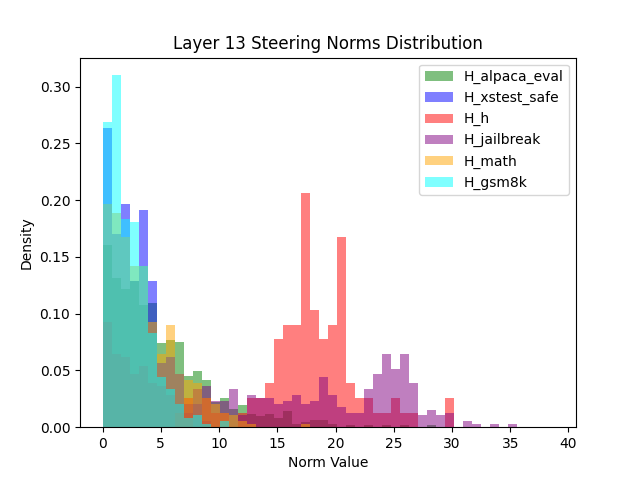 Layer 13 Steering Norms Distribution
H_alpaca_eval
H_xstest_safe
H_h
H_jailbreak
H_math
H_gsm8k
Density
0.30
0.25
0.20
0.15
0.10
0.05
0.00
0 5 10 15 20 25 30 35 40
Norm Value